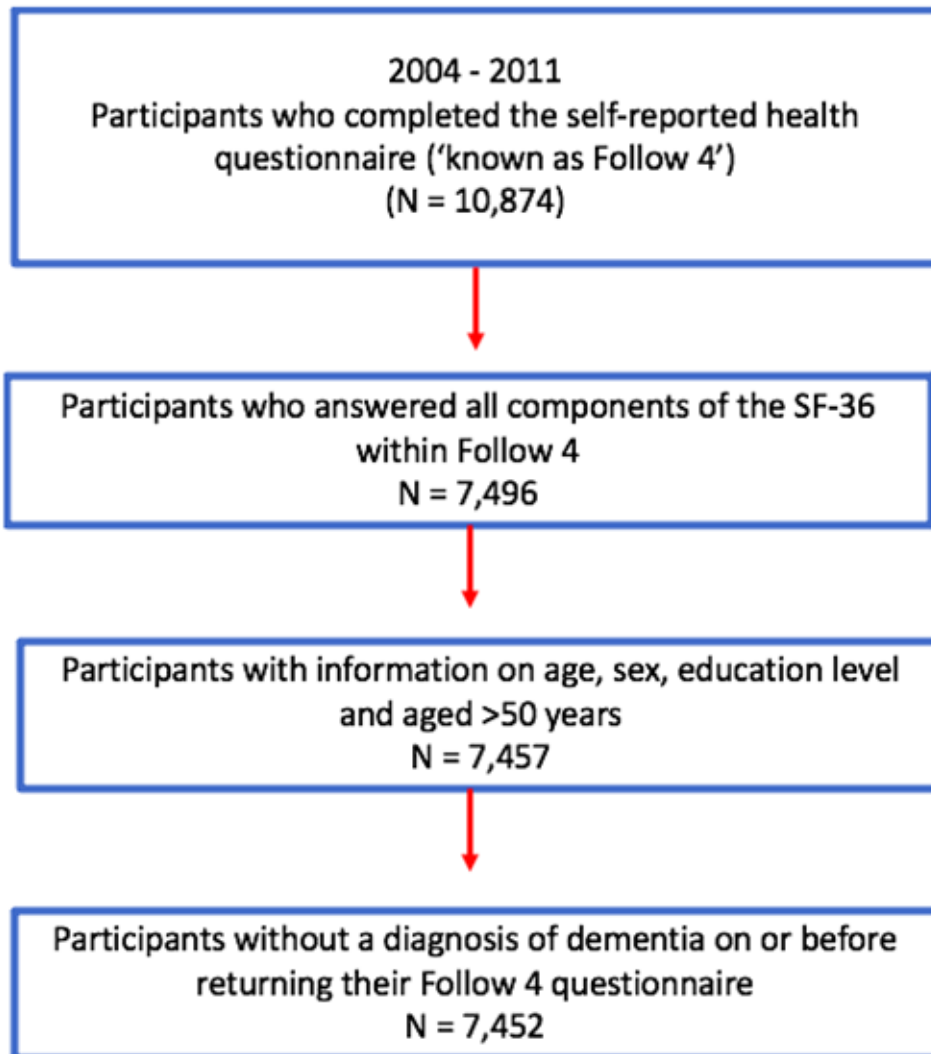 2004 - 2011
Participants who completed the self-reported health
questionnaire (‘known as Follow 4’)
(N = 10,874)
Participants who answered all components of the SF-36
within Follow 4
N = 7,496
Participants with information on age, sex, education level
and aged >50 years
N = 7,457
Participants without a diagnosis of dementia on or before
returning their Follow 4 questionnaire
N = 7,452